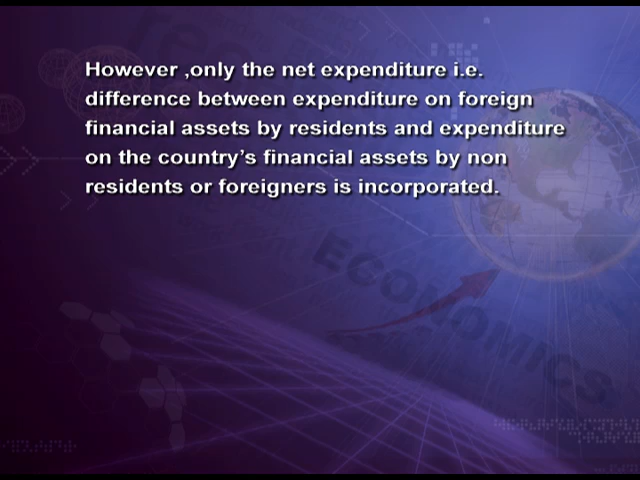 However ,only the net expenditure i.e.
difference between expenditure on foreign
financial assets by residents and expenditure
on the country's financial assets by non
residents or foreigners is incorporated.
ECONOMICS